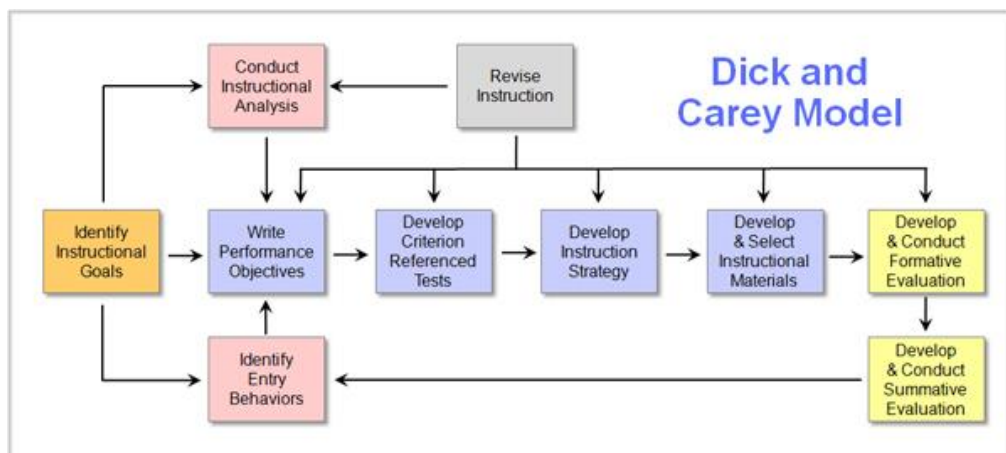 Conduct
Instructional
Analysis
Revise
Instruction
Dick and
Carey Model
Identify
Instructional
Goals
Write
Performance
Objectives
Develop
Criterion
Referenced
Tests
Develop
Instruction
Strategy
Develop
& Select
Instructional
Materials
Develop
& Conduct
Formative
Evaluation
Identify
Entry
Behaviors
Develop
& Conduct
Summative
Evaluation